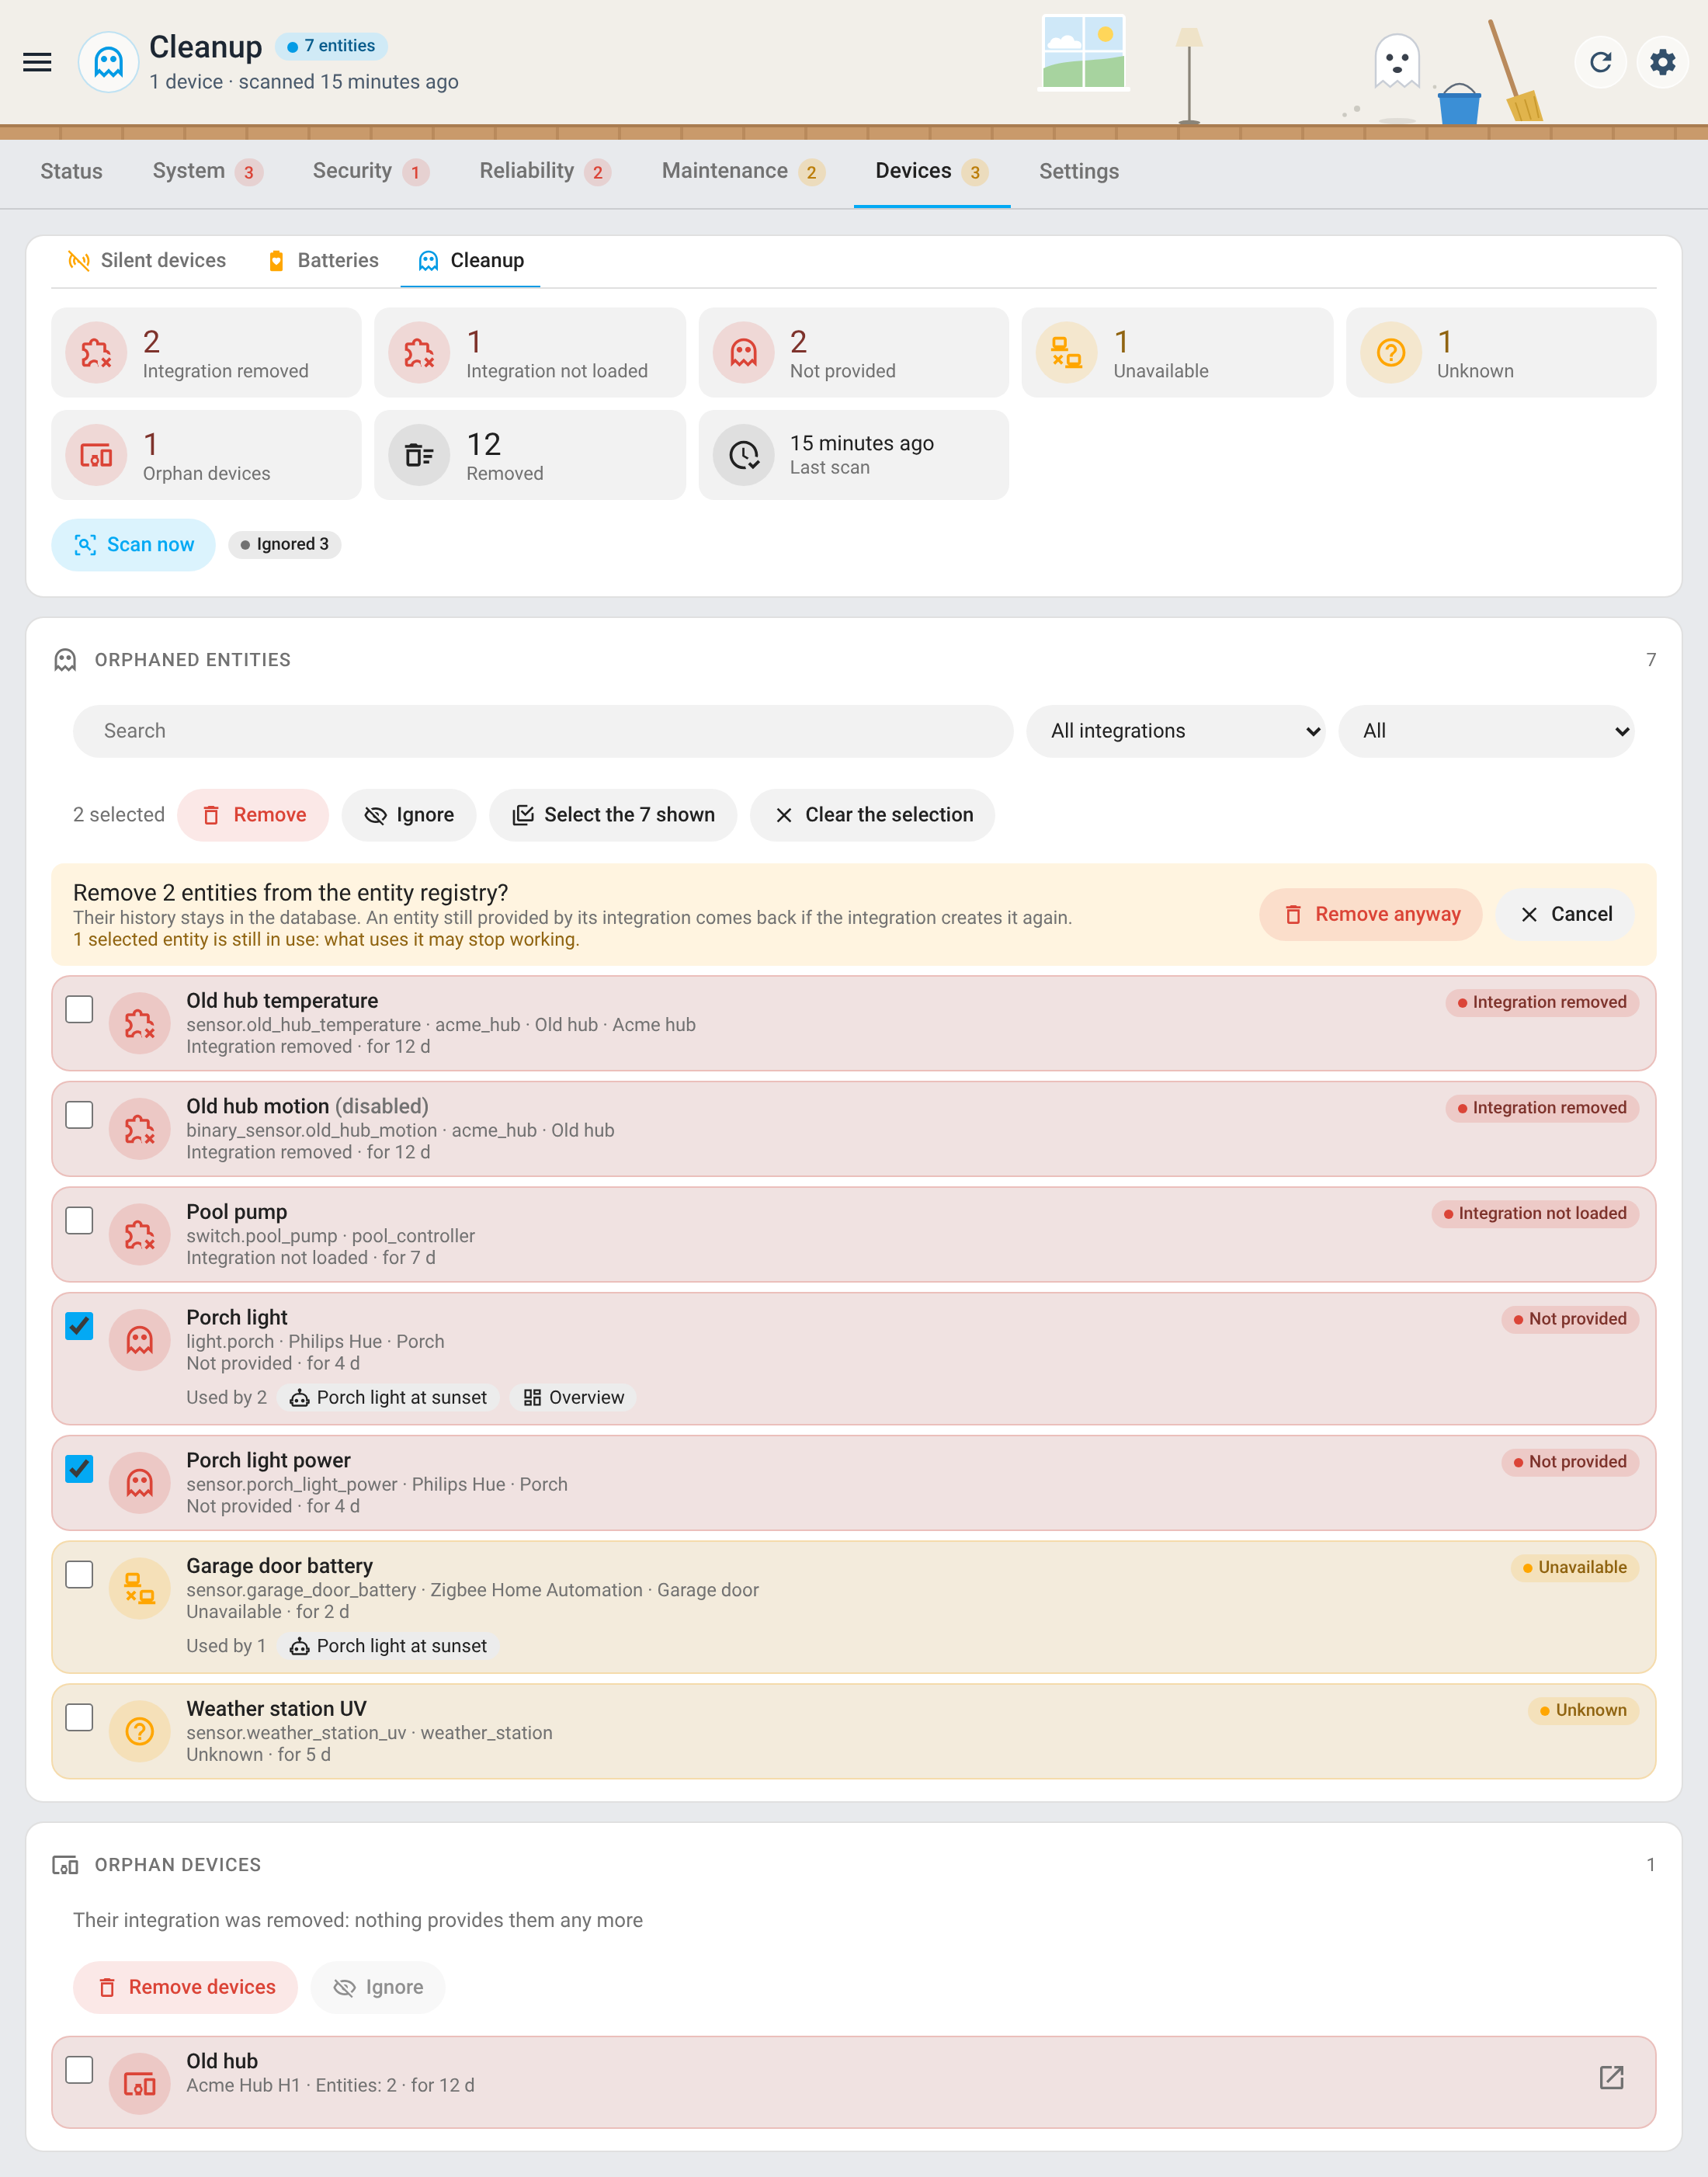 Cleanup
7 entities
1 device · scanned 15 minutes ago
Status
System 3
Security 1
Reliability 2
Maintenance 2
Devices 3
Settings
Silent devices
Batteries
Cleanup
2
Integration removed
1
Integration not loaded
2
Not provided
1
Unavailable
1
Unknown
1
Orphan devices
12
Removed
15 minutes ago
Last scan
Scan now
Ignored 3
ORPHANED ENTITIES
7
Search
All integrations
All
2 selected
Remove
Ignore
Select the 7 shown
Clear the selection
Remove 2 entities from the entity registry?
Their history stays in the database. An entity still provided by its integration comes back if the integration creates it again.
1 selected entity is still in use: what uses it may stop working.
Remove anyway
Cancel
Old hub temperature
sensor.old_hub_temperature · acme_hub · Old hub · Acme hub
Integration removed · for 12 d
Integration removed
Old hub motion (disabled)
binary_sensor.old_hub_motion · acme_hub · Old hub
Integration removed · for 12 d
Integration removed
Pool pump
switch.pool_pump · pool_controller
Integration not loaded · for 7 d
Integration not loaded
Porch light
light.porch · Philips Hue · Porch
Not provided · for 4 d
Used by 2 Porch light at sunset Overview
Not provided
Porch light power
sensor.porch_light_power · Philips Hue · Porch
Not provided · for 4 d
Not provided
Garage door battery
sensor.garage_door_battery · Zigbee Home Automation · Garage door
Unavailable · for 2 d
Used by 1 Porch light at sunset
Unavailable
Weather station UV
sensor.weather_station_uv · weather_station
Unknown · for 5 d
Unknown
ORPHAN DEVICES
1
Their integration was removed: nothing provides them any more
Remove devices
Ignore
Old hub
Acme Hub H1 · Entities: 2 · for 12 d